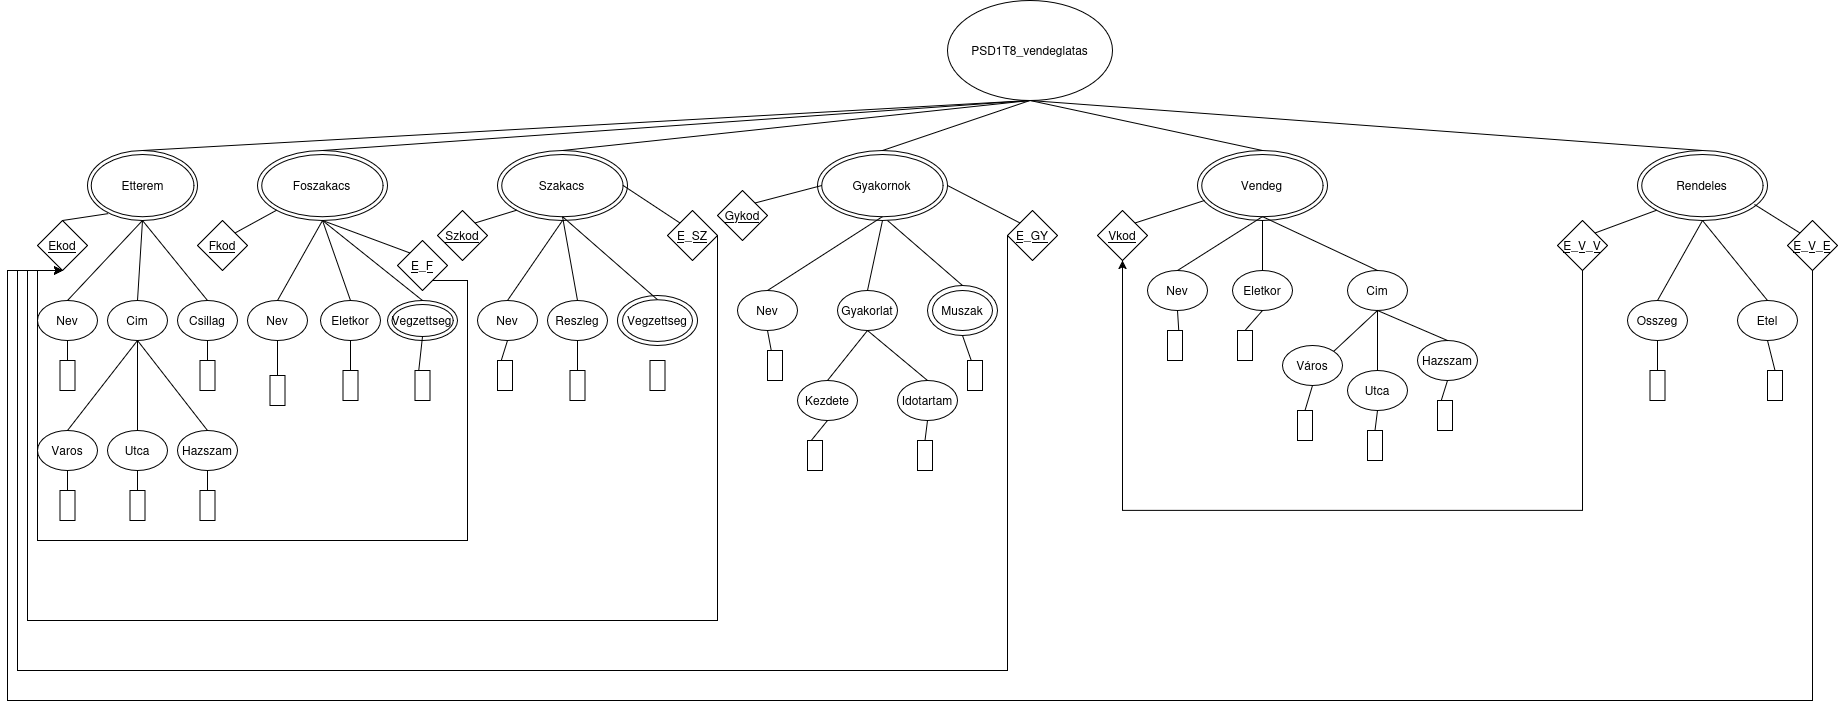 PSD1T8_vendeglatas
Etterem
Foszakacs
Szakacs
Gyakornok
Vendeg
Rendeles
Ekod
Fkod
E_F
Szkod
E_SZ
Gykod
E_GY
Vkod
E_V_V
E_V_E
Nev
Cim
Csillag
Nev
Eletkor
Vegzettseg
Nev
Reszleg
Vegzettseg
Nev
Gyakorlat
Muszak
Nev
Eletkor
Cim
Osszeg
Etel
Város
Utca
Hazszam
Kezdete
Idotartam
Varos
Utca
Hazszam